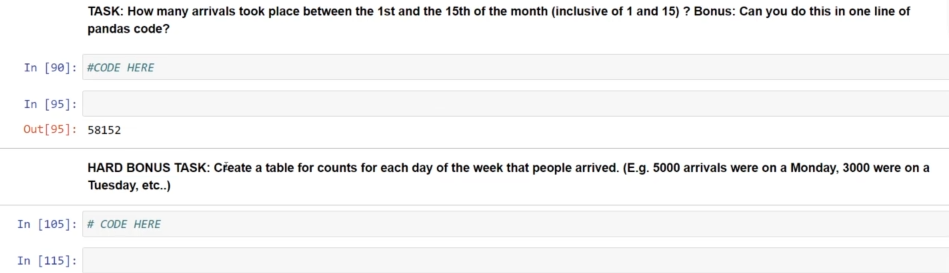 TASK: How many arrivals took place between the 1st and the 15th of the month (inclusive of 1 and 15) ? Bonus: Can you do this in one line of
pandas code?
In [90]: #CODE HERE
In [95]:
Out[95]: 58152
HARD BONUS TASK: Create a table for counts for each day of the week that people arrived. (E.g. 5000 arrivals were on a Monday, 3000 were on a
Tuesday, etc..)
In [105]: # CODE HERE
In [115]: